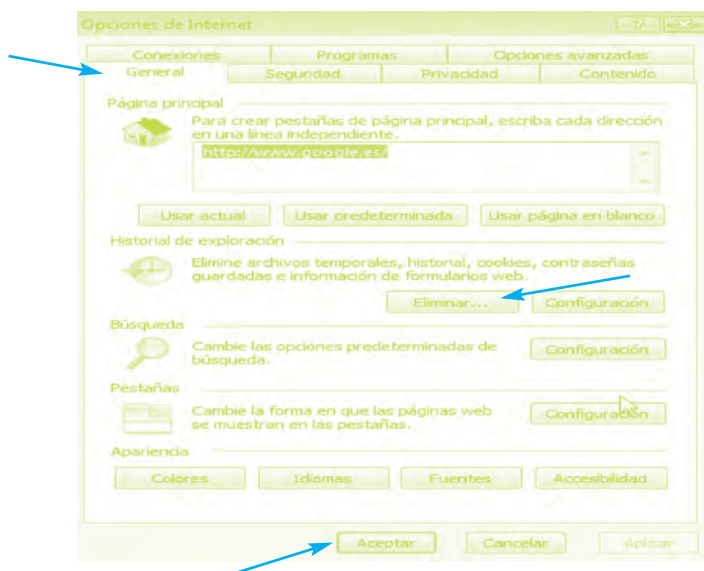 Opciones de Internet
Conexiones Programas Opciones avanzadas
General Seguridad Privacidad Contenido
Página principal
Para crear pestañas de página principal, escriba cada dirección
en una línea independiente.
http://www.google.es/
Usar actual Usar predeterminada Usar página en blanco
Historial de exploración
Elimine archivos temporales, historial, cookies, contraseñas
guardadas e información de formularios web.
Eliminar... Configuración
Búsqueda
Cambie las opciones predeterminadas de
búsqueda.
Configuración
Pestañas
Cambie la forma en que las páginas web
se muestran en las pestañas.
Configuración
Apariencia
Colores Idiomas Fuentes Accesibilidad
Aceptar Cancelar Aplicar